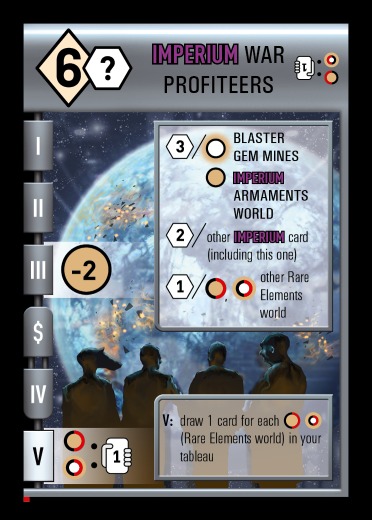 6 ? IMPERIUM WAR
PROFITEERS
1 :
I
II
III
$
IV
V
-2
3 / BLASTER
GEM MINES
IMPERIUM
ARMAMENTS
WORLD
2 / other IMPERIUM card
(including this one)
1 / , other Rare
Elements
world
V: draw 1 card for each
(Rare Elements world) in your
tableau
: 1